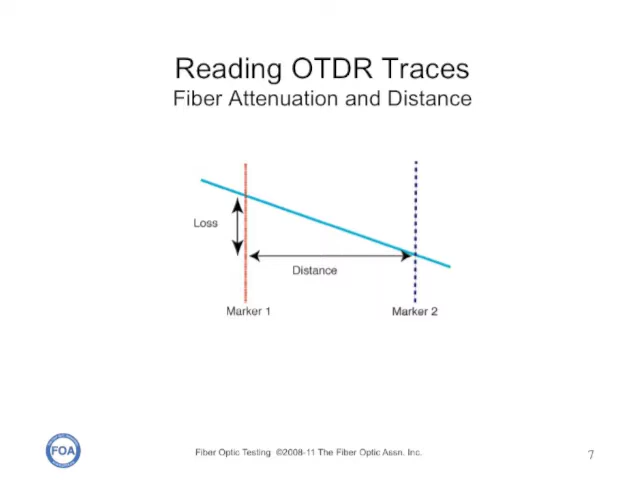 Reading OTDR Traces
Fiber Attenuation and Distance
Loss
Distance
Marker 1
Marker 2
FOA
Fiber Optic Testing ©2008-11 The Fiber Optic Assn. Inc.
7